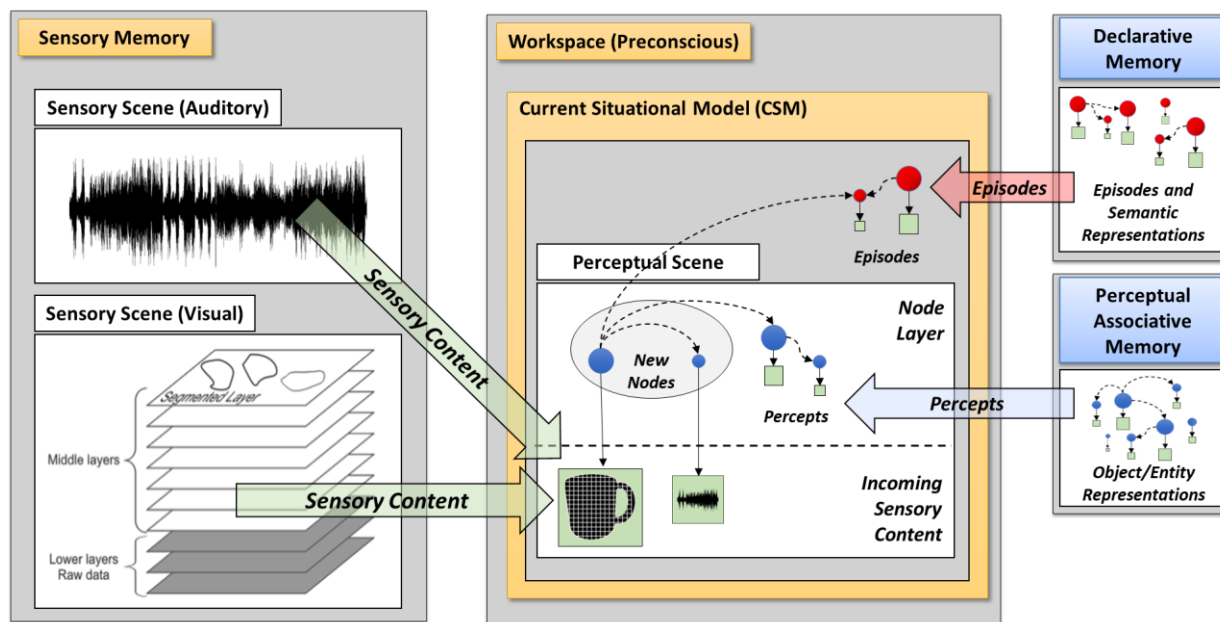 Sensory Memory
Sensory Scene (Auditory)
Sensory Content
Sensory Scene (Visual)
Segmented Layer
Middle layers
Lower layers
Raw data
Sensory Content
Workspace (Preconscious)
Current Situational Model (CSM)
Episodes
Perceptual Scene
Node
Layer
New
Nodes
Percepts
Incoming
Sensory
Content
Episodes
Percepts
Declarative
Memory
Episodes and
Semantic
Representations
Perceptual
Associative
Memory
Object/Entity
Representations